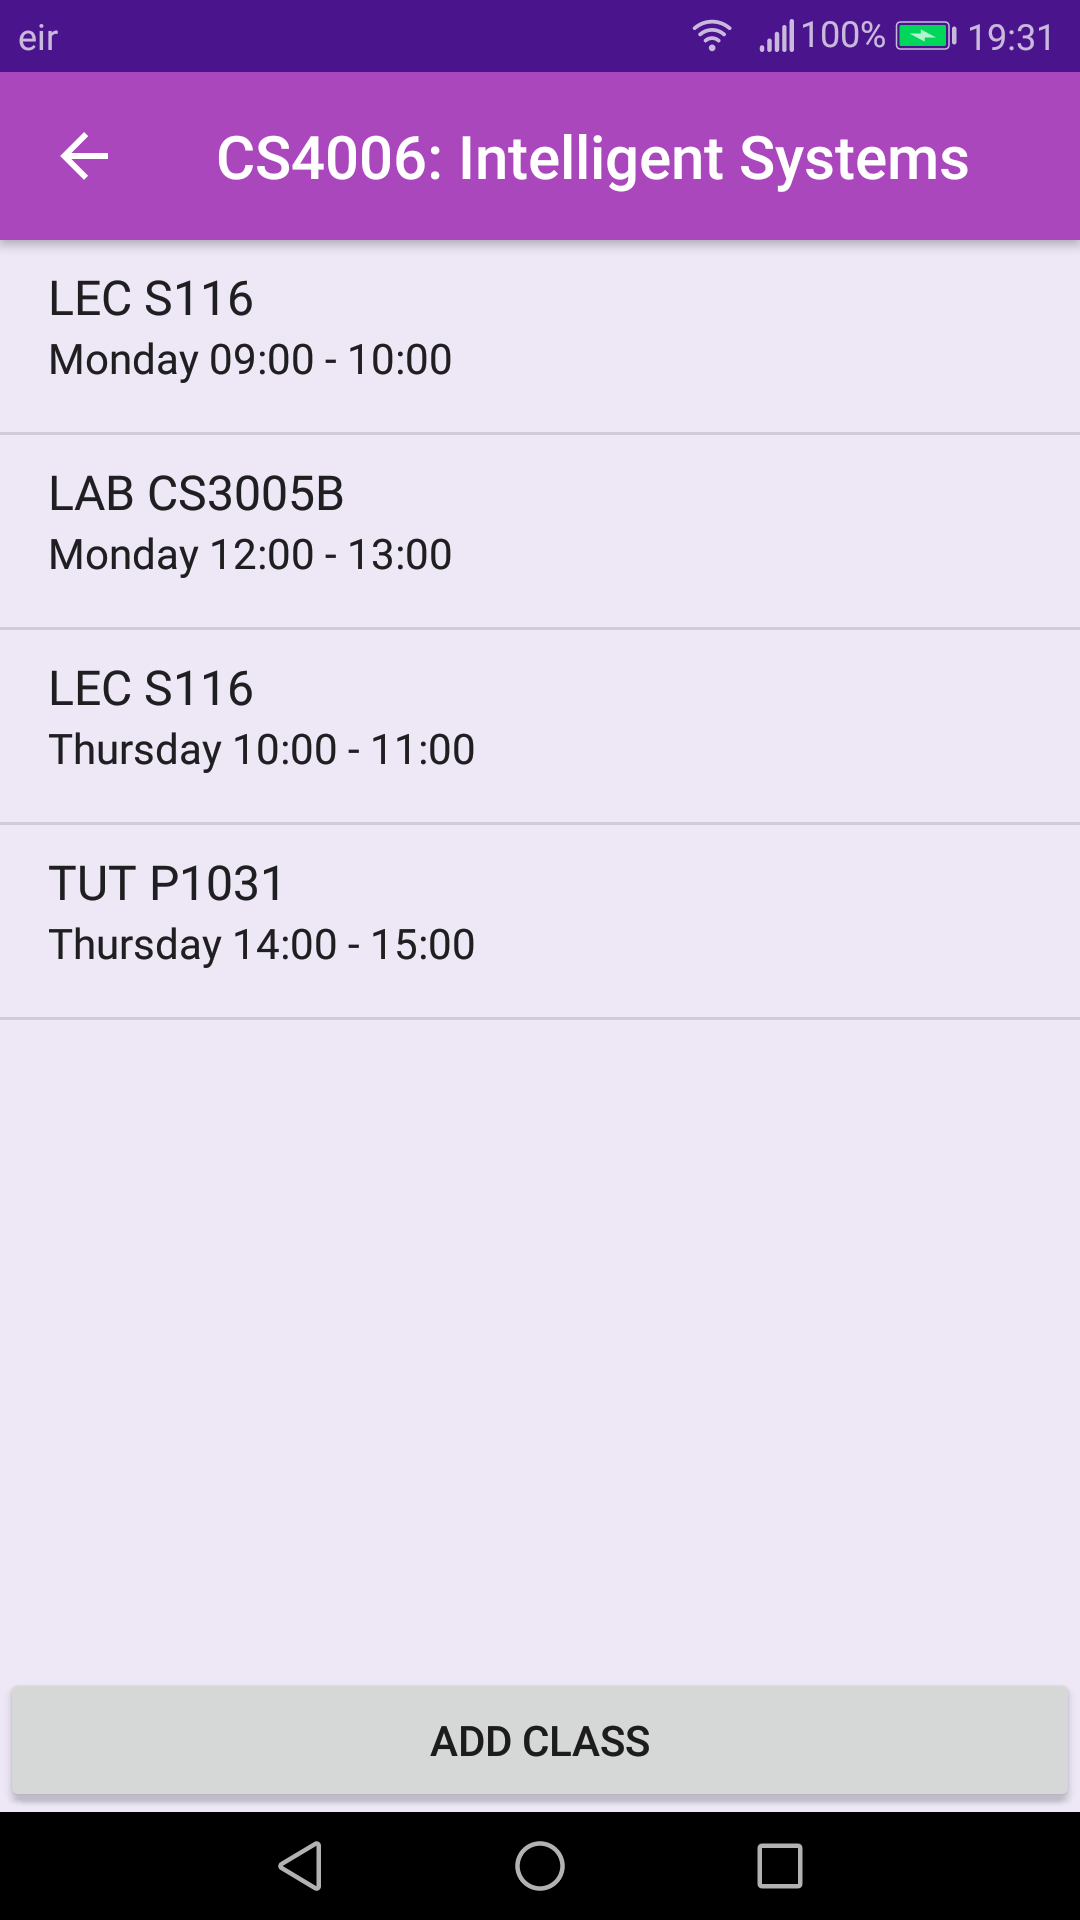 eir 100% 19:31
CS4006: Intelligent Systems
LEC S116
Monday 09:00 - 10:00
LAB CS3005B
Monday 12:00 - 13:00
LEC S116
Thursday 10:00 - 11:00
TUT P1031
Thursday 14:00 - 15:00
ADD CLASS